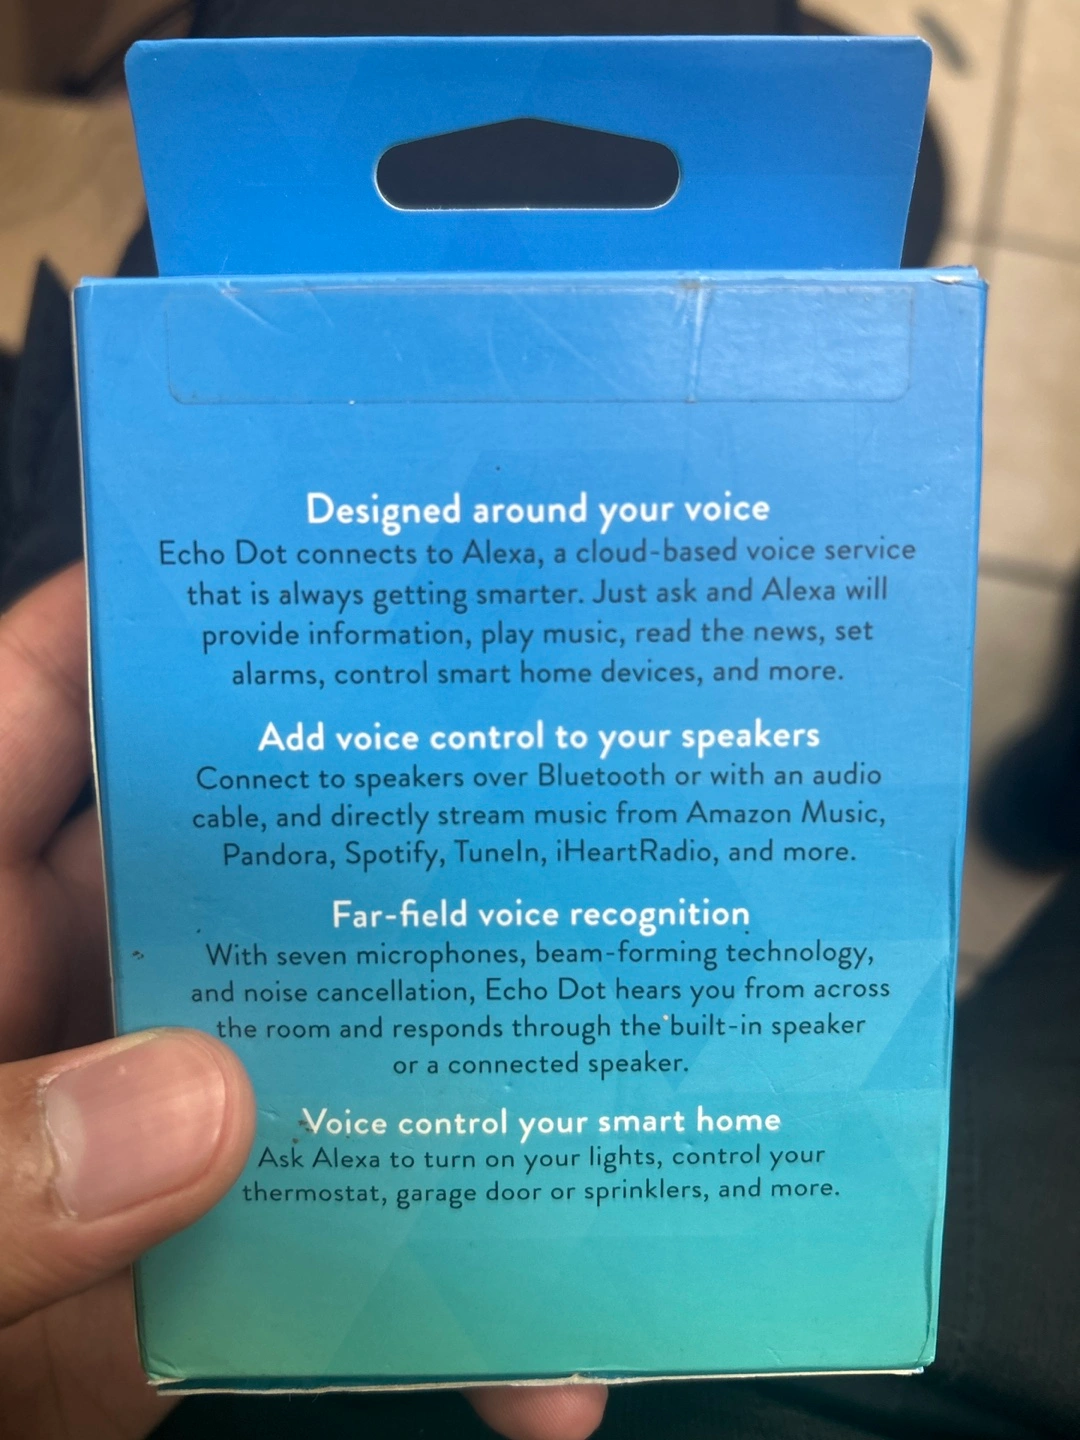 Designed around your voice
Echo Dot connects to Alexa, a cloud-based voice service
that is always getting smarter. Just ask and Alexa will
provide information, play music, read the news, set
alarms, control smart home devices, and more.
Add voice control to your speakers
Connect to speakers over Bluetooth or with an audio
cable, and directly stream music from Amazon Music,
Pandora, Spotify, TuneIn, iHeartRadio, and more.
Far-field voice recognition
With seven microphones, beam-forming technology,
and noise cancellation, Echo Dot hears you from across
the room and responds through the built-in speaker
or a connected speaker.
Voice control your smart home
Ask Alexa to turn on your lights, control your
thermostat, garage door or sprinklers, and more.